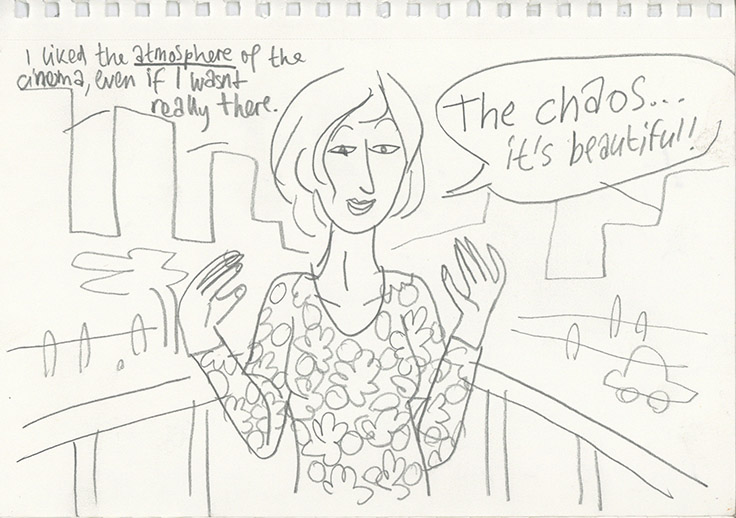 I liked the atmosphere of the
cinema, even if I wasnt
really there.
The chaos...
it's beautiful!!